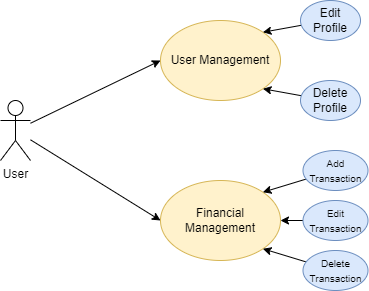 Edit
Profile
User Management
Delete
Profile
User
Add
Transaction
Financial
Management
Edit
Transaction
Delete
Transaction